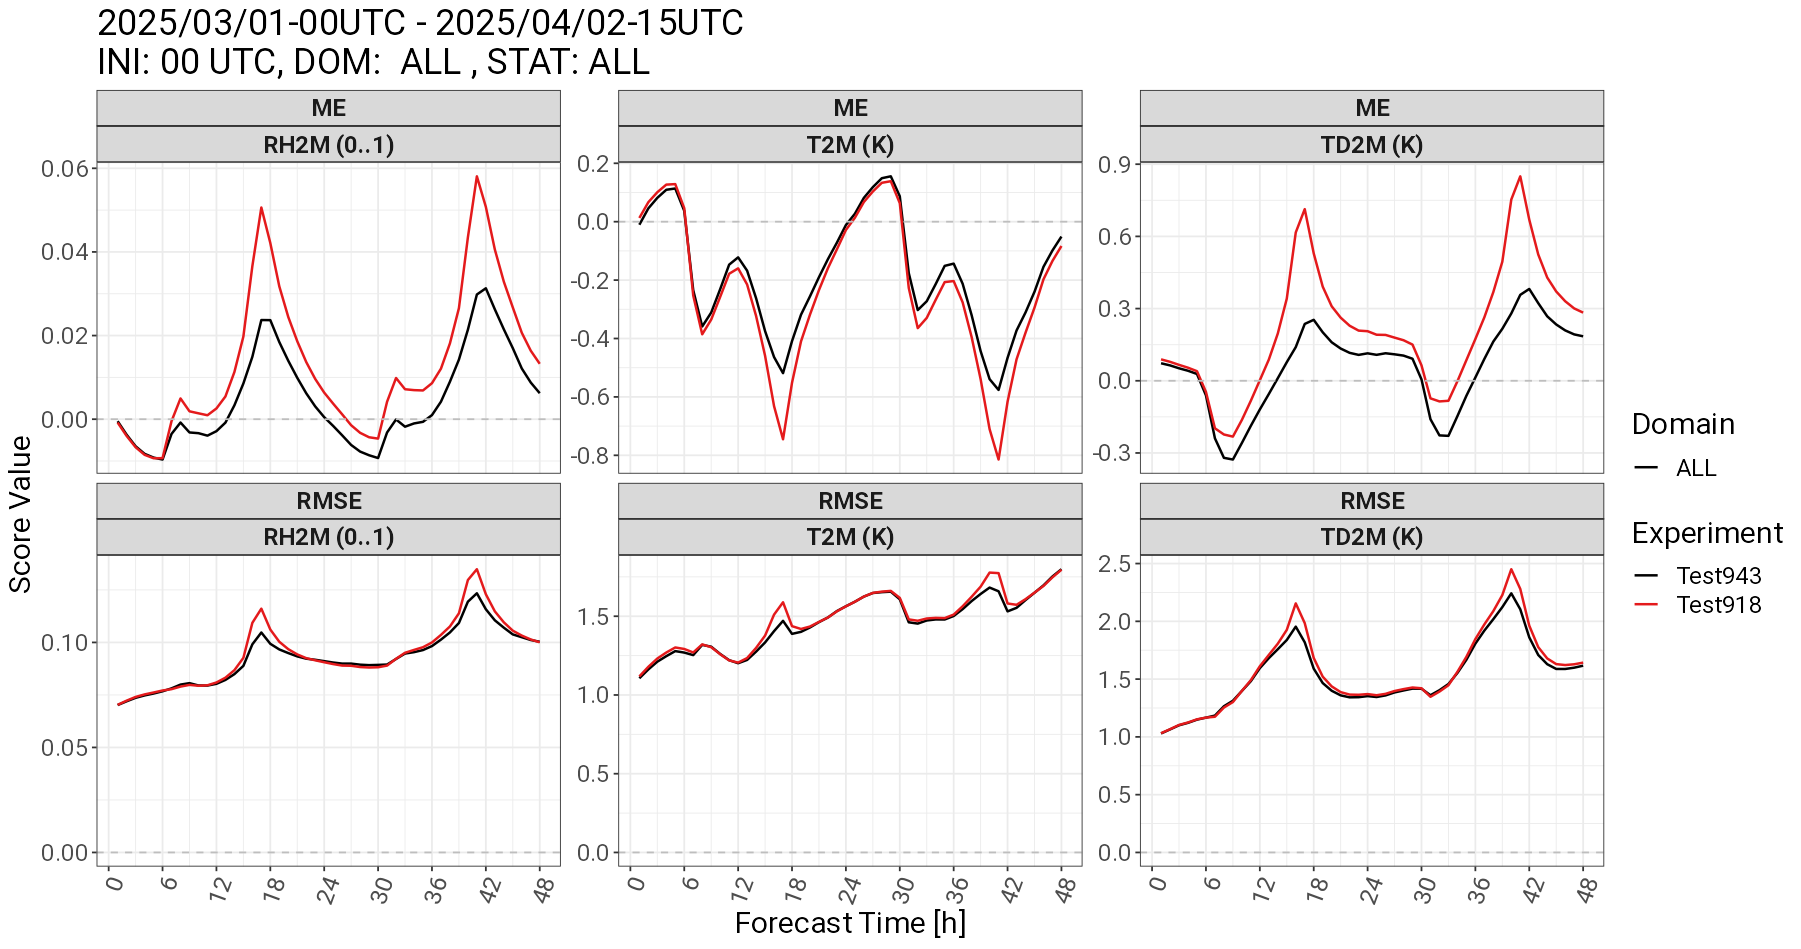 2025/03/01-00UTC - 2025/04/02-15UTC
INI: 00 UTC, DOM:  ALL , STAT: ALL
ME ME ME
RH2M (0..1) T2M (K) TD2M (K)
0.06 0.2 0.9
0.04 0.0 0.6
0.02 -0.2 0.3
0.00 -0.4 0.0
-0.6 -0.3
-0.8
RMSE RMSE RMSE
RH2M (0..1) T2M (K) TD2M (K)
0.10 1.5 2.5
0.05 1.0 2.0
0.00 0.5 1.5
0.0 1.0
0.5
0.0
0 6 12 18 24 30 36 42 48 0 6 12 18 24 30 36 42 48 0 6 12 18 24 30 36 42 48
Forecast Time [h]
Score Value
Domain
ALL
Experiment
Test943
Test918